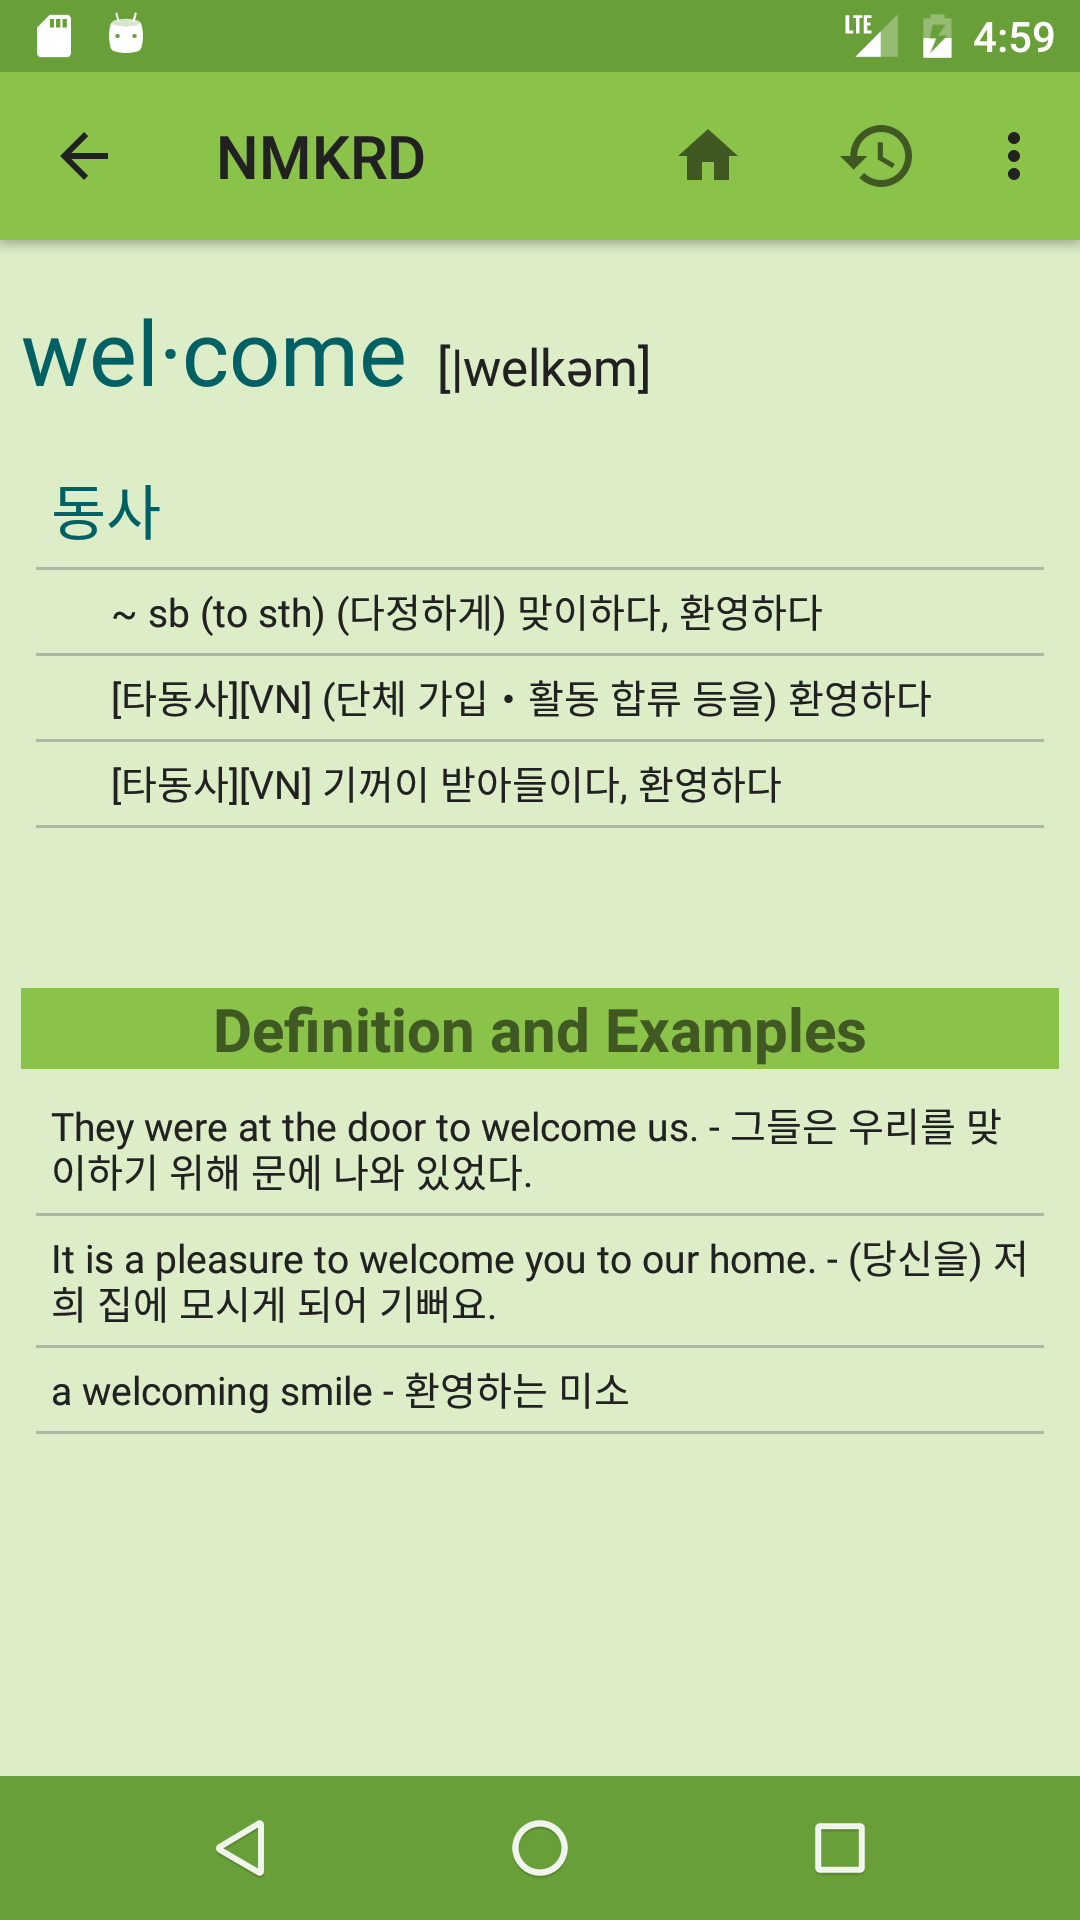 LTE 4:59
NMKRD
wel·come [|welkəm]
동사
~ sb (to sth) (다정하게) 맞이하다, 환영하다
[타동사][VN] (단체 가입・활동 합류 등을) 환영하다
[타동사][VN] 기꺼이 받아들이다, 환영하다
Definition and Examples
They were at the door to welcome us. - 그들은 우리를 맞
이하기 위해 문에 나와 있었다.
It is a pleasure to welcome you to our home. - (당신을) 저
희 집에 모시게 되어 기뻐요.
a welcoming smile - 환영하는 미소